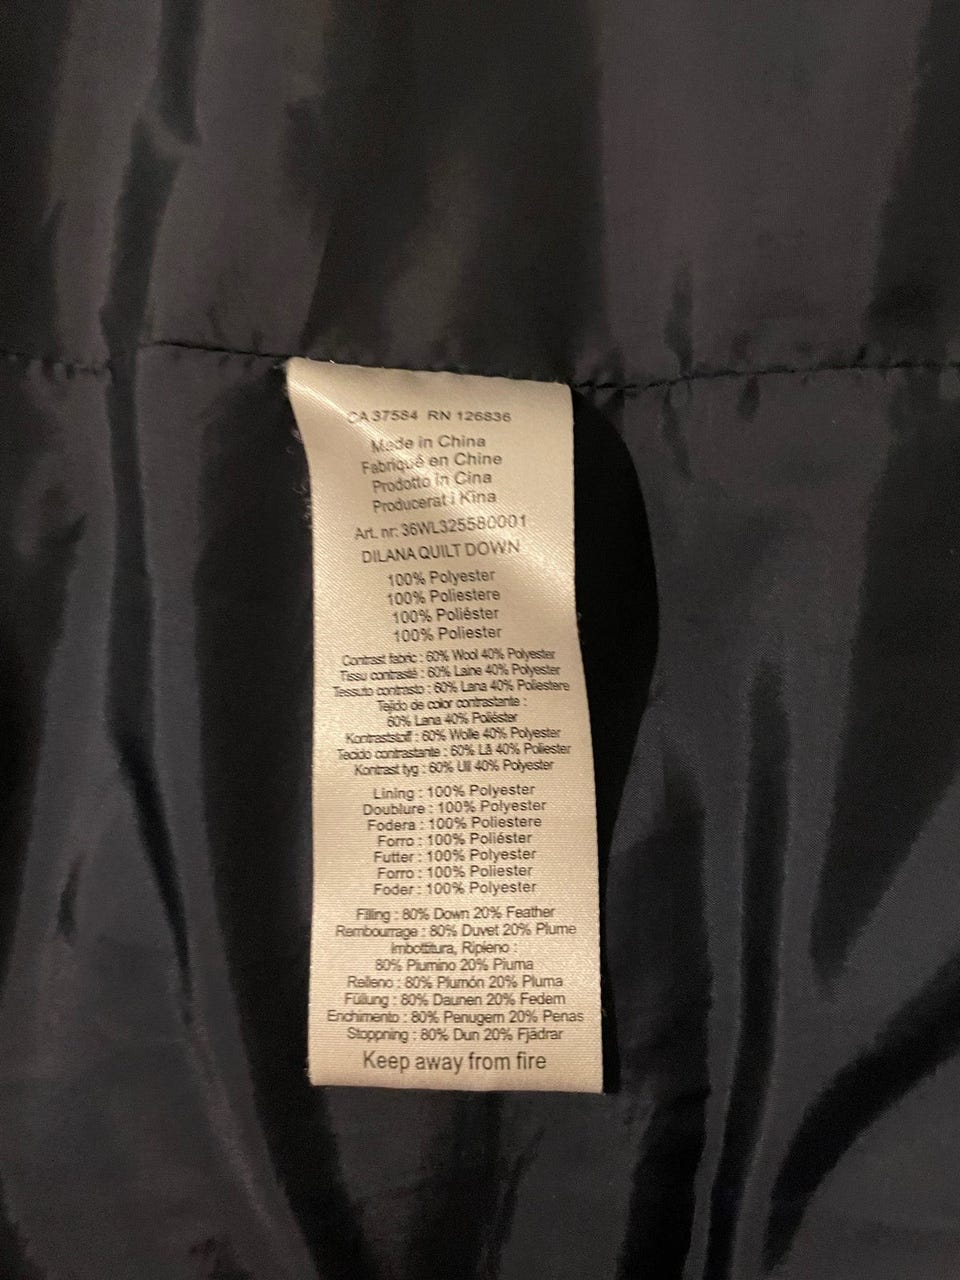 CA 37584 RN 126836
Made in China
Fabriqué en Chine
Prodotto in Cina
Producerat i Kina
Art. nr: 36WL325580001
DILANA QUILT DOWN
100% Polyester
100% Poliestere
100% Poliéster
100% Poliester
Contrast fabric : 60% Wool 40% Polyester
Tissu contrasté : 60% Laine 40% Polyester
Tessuto contrasto : 60% Lana 40% Poliestere
Tejido de color contrastante :
60% Lana 40% Poliéster
Kontraststoff : 60% Wolle 40% Polyester
Tecido contrastante : 60% Lã 40% Poliester
Kontrast tyg : 60% Ull 40% Polyester
Lining : 100% Polyester
Doublure : 100% Polyester
Fodera : 100% Poliestere
Forro : 100% Poliéster
Futter : 100% Polyester
Forro : 100% Poliester
Foder : 100% Polyester
Filling : 80% Down 20% Feather
Rembourrage : 80% Duvet 20% Plume
Imbottitura, Ripieno :
80% Piumino 20% Piuma
Relleno : 80% Plumón 20% Pluma
Füllung : 80% Daunen 20% Federn
Enchimento : 80% Penugem 20% Penas
Stoppning : 80% Dun 20% Fjädrar
Keep away from fire